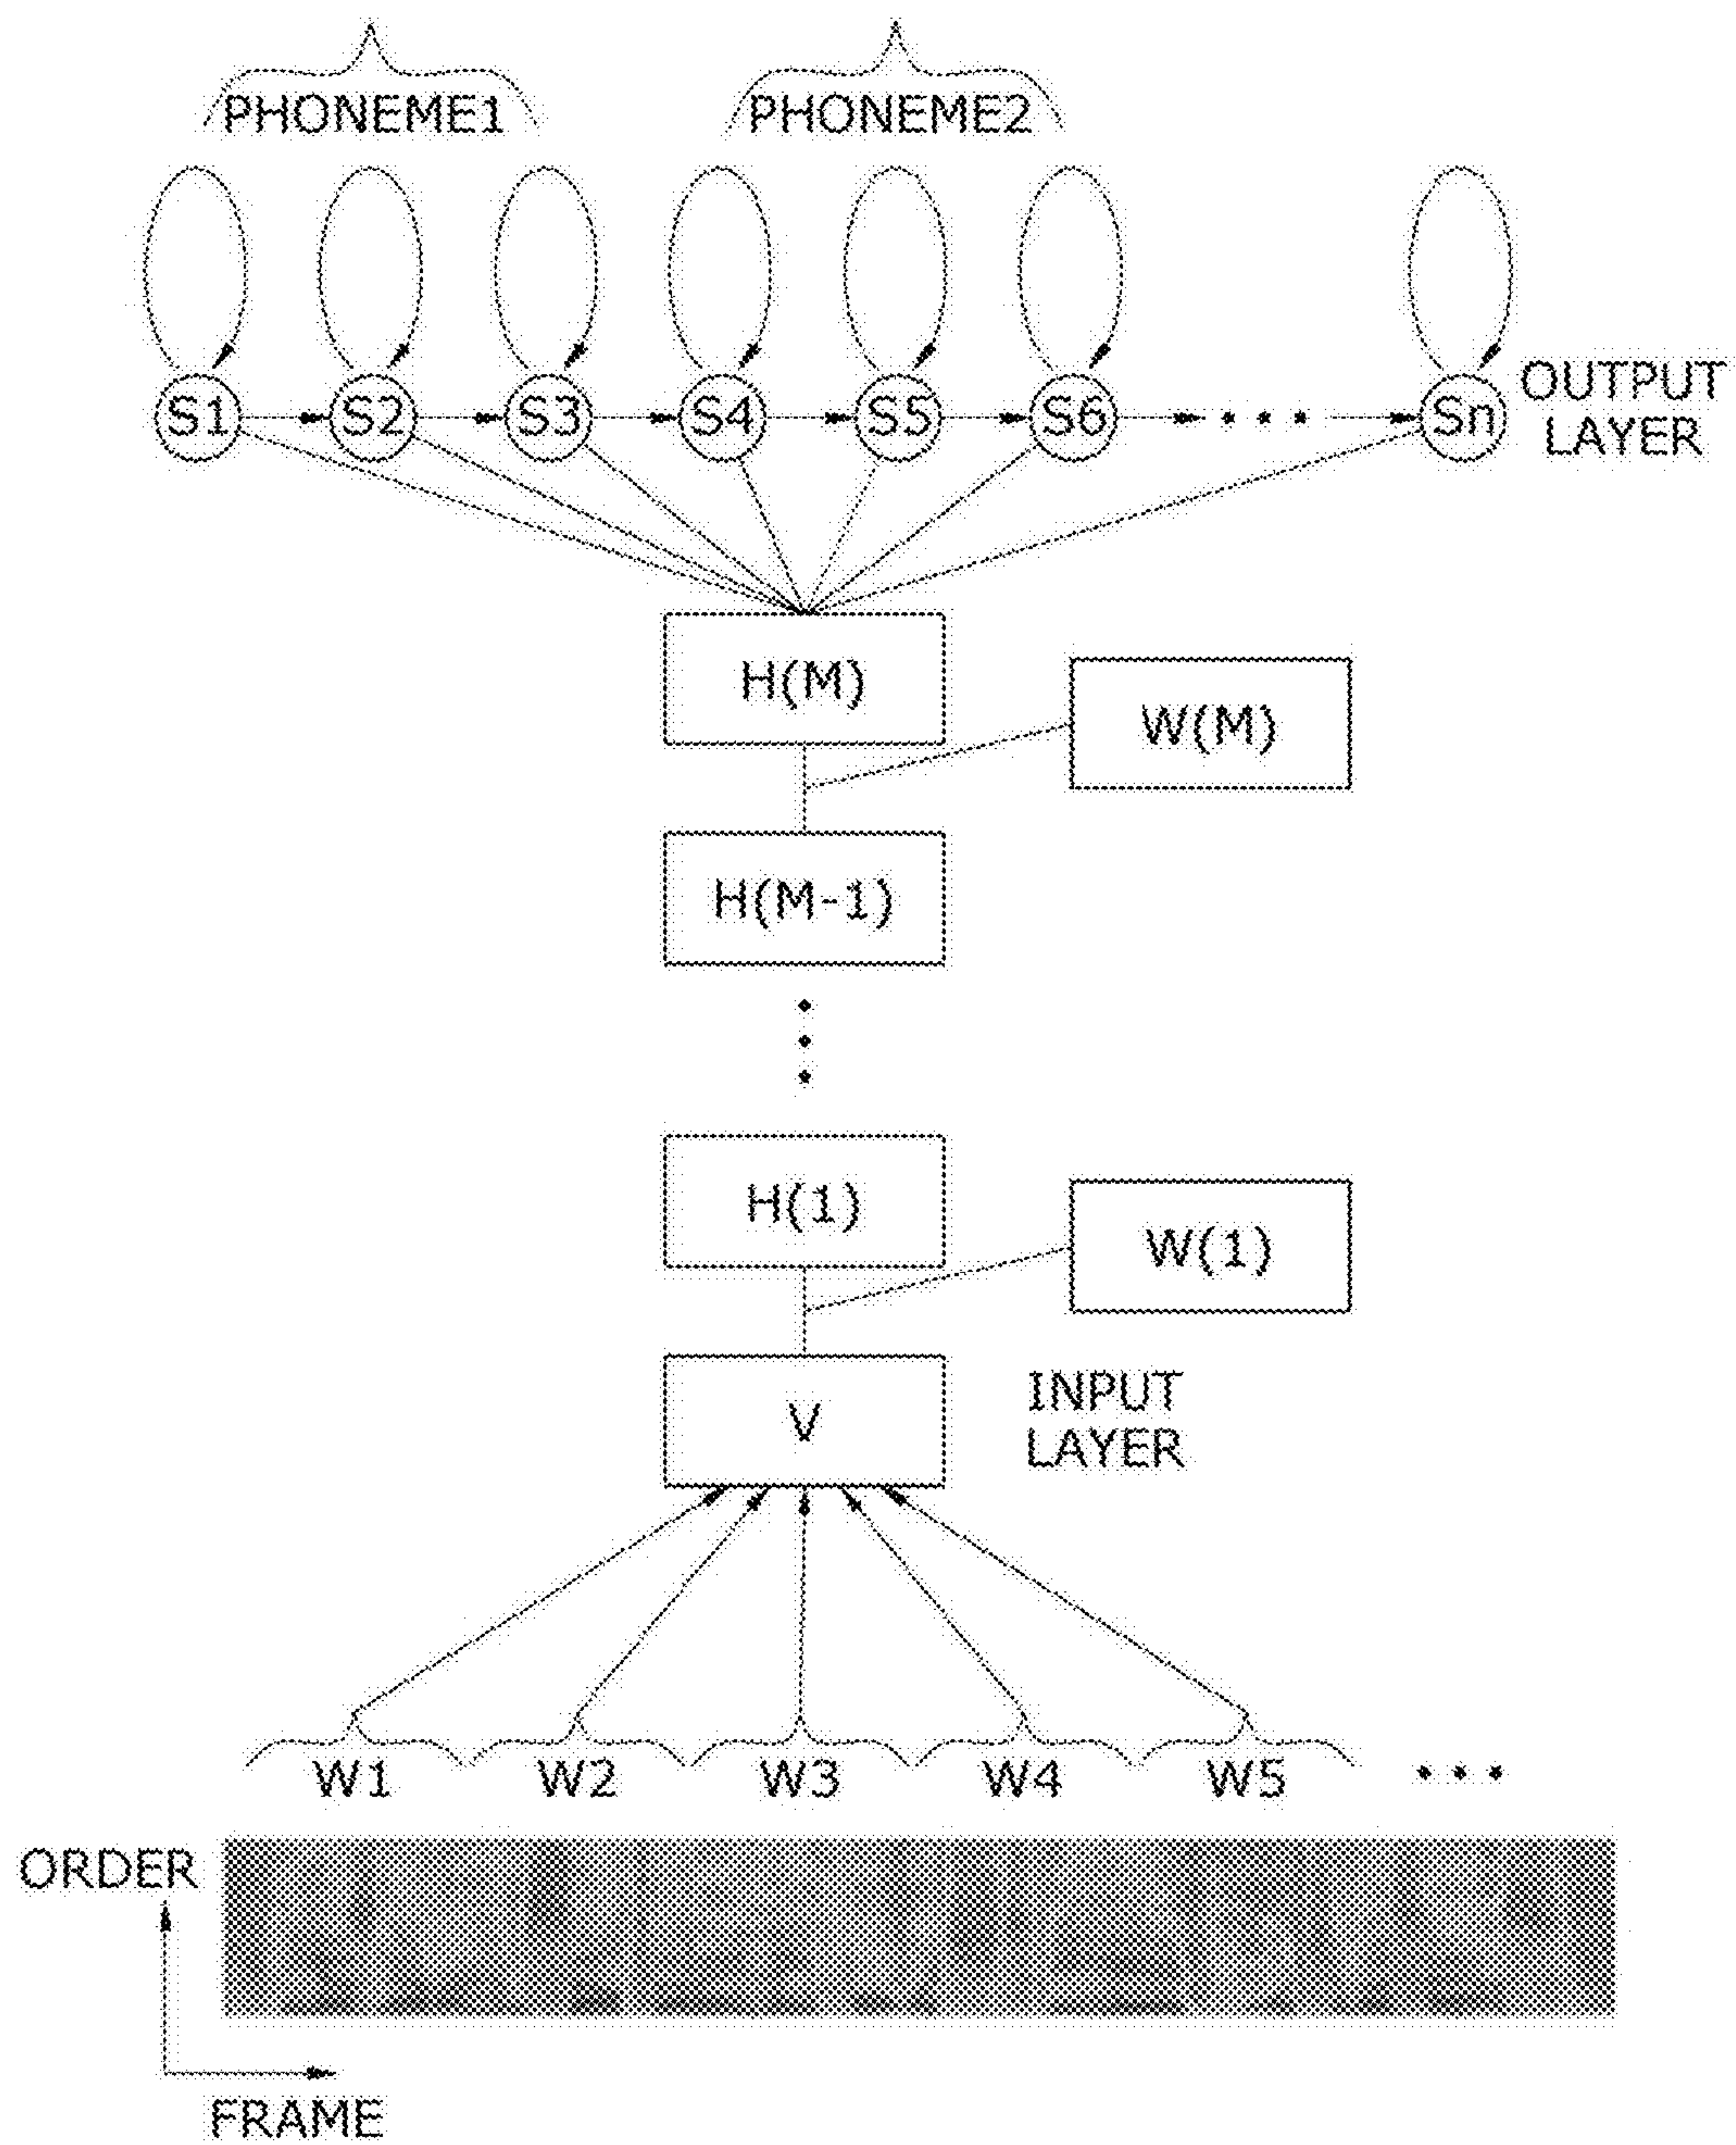 PHONEME1 PHONEME2
S1 S2 S3 S4 S5 S6 ... Sn
OUTPUT
LAYER
H(M)
W(M)
H(M-1)
H(1)
W(1)
V
INPUT
LAYER
W1 W2 W3 W4 W5 ...
ORDER
FRAME